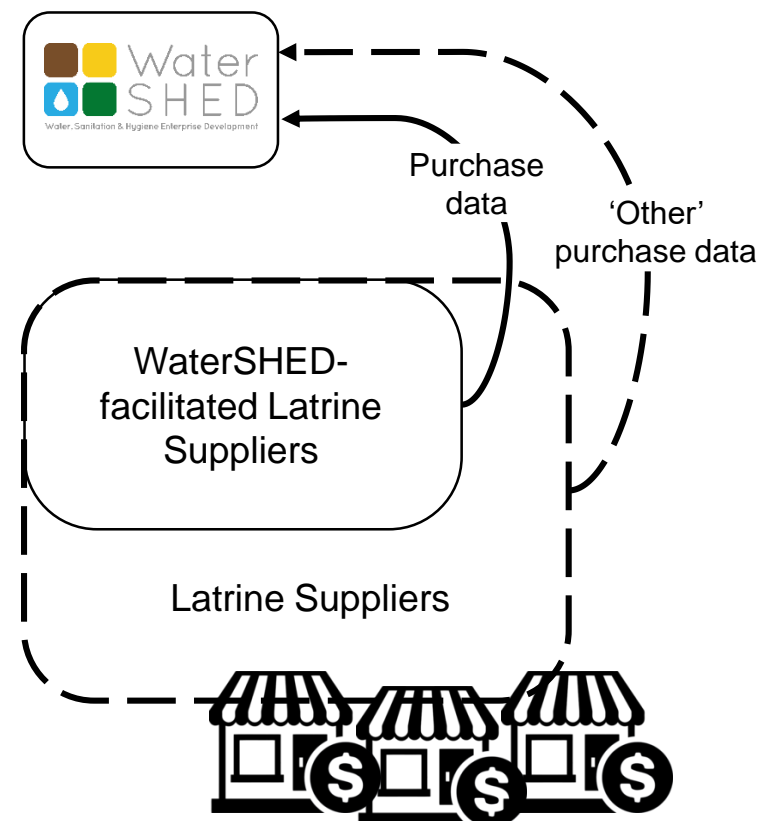 Water
SHED
Water, Sanitation & Hygiene Enterprise Development
Purchase
data
‘Other’
purchase data
WaterSHED-
facilitated Latrine
Suppliers
Latrine Suppliers
$
$
$